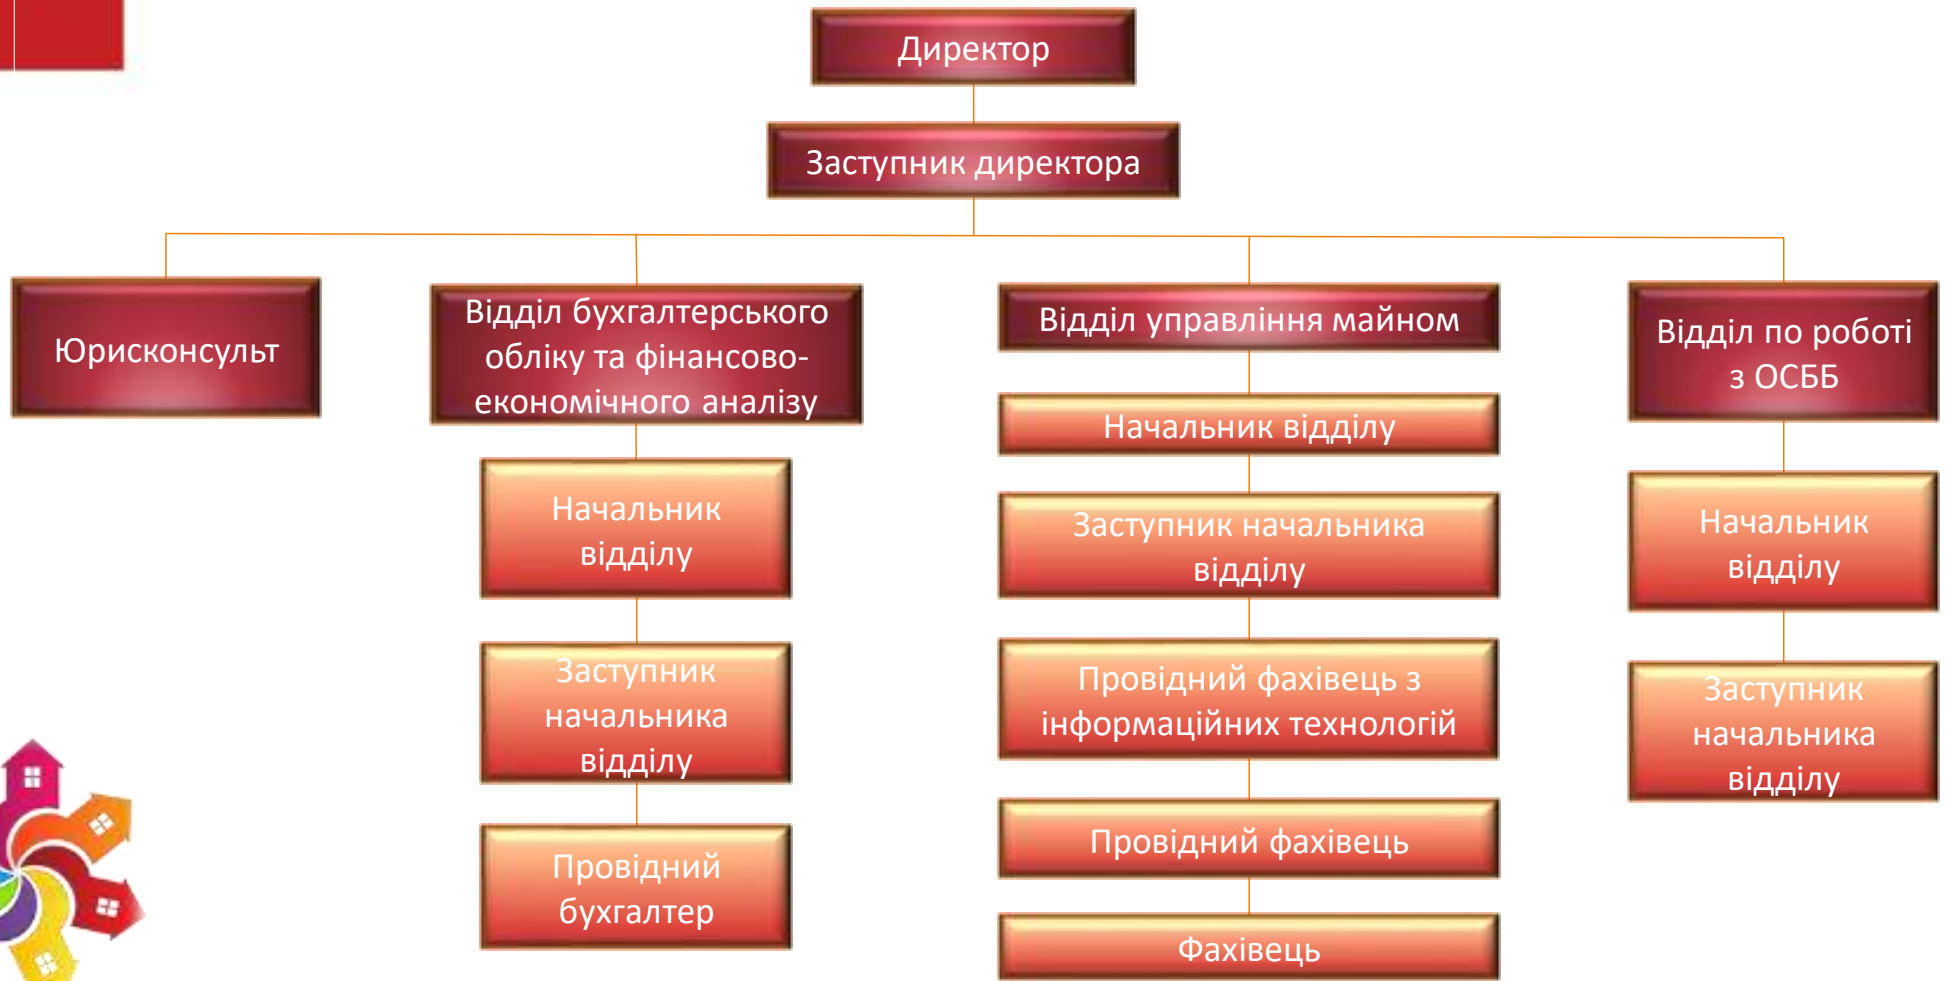 Директор
Заступник директора
Юрисконсульт
Відділ бухгалтерського
обліку та фінансово-
економічного аналізу
Начальник
відділу
Заступник
начальника
відділу
Провідний
бухгалтер
Відділ управління майном
Начальник відділу
Заступник начальника
відділу
Провідний фахівець з
інформаційних технологій
Провідний фахівець
Фахівець
Відділ по роботі
з ОСББ
Начальник
відділу
Заступник
начальника
відділу